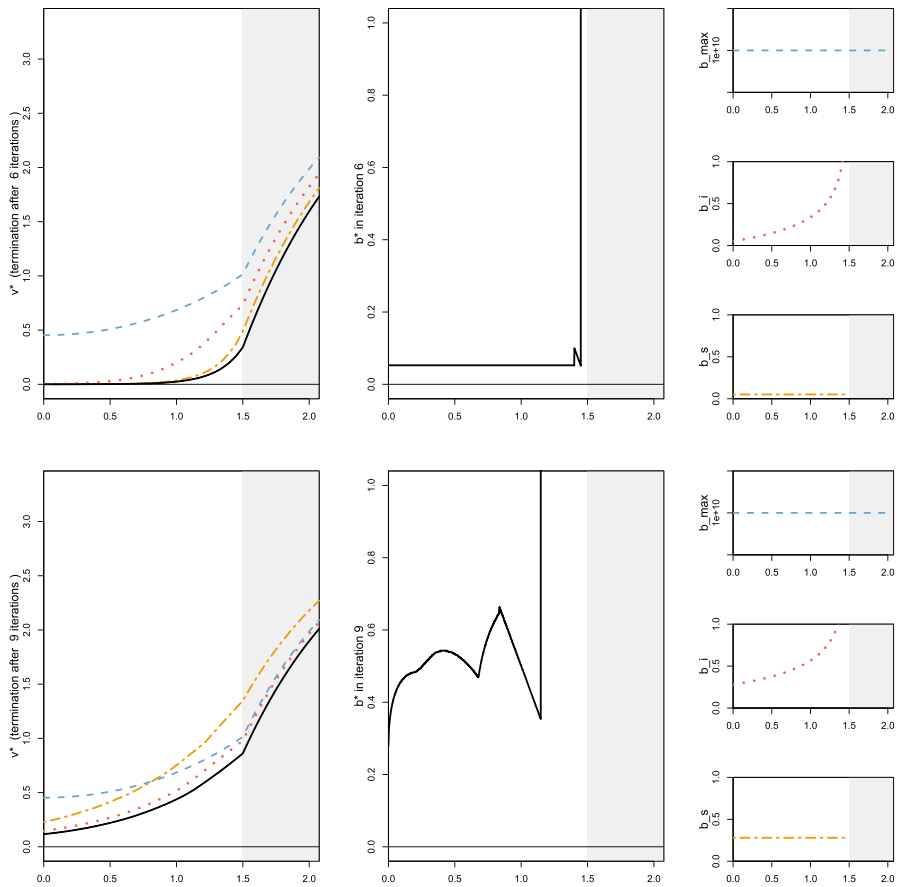 v* (termination after 6 iterations )
0.0 0.5 1.0 1.5 2.0 2.5 3.0
0.0 0.5 1.0 1.5 2.0
b* in iteration 6
0.0 0.2 0.4 0.6 0.8 1.0
0.0 0.5 1.0 1.5 2.0
b_max
1e+10
0.0 0.5 1.0 1.5 2.0
b_i
0.0 0.5 1.0
0.0 0.5 1.0 1.5 2.0
b_s
0.0 0.5 1.0
0.0 0.5 1.0 1.5 2.0
v* (termination after 9 iterations )
0.0 0.5 1.0 1.5 2.0 2.5 3.0
0.0 0.5 1.0 1.5 2.0
b* in iteration 9
0.0 0.2 0.4 0.6 0.8 1.0
0.0 0.5 1.0 1.5 2.0
b_max
1e+10
0.0 0.5 1.0 1.5 2.0
b_i
0.0 0.5 1.0
0.0 0.5 1.0 1.5 2.0
b_s
0.0 0.5 1.0
0.0 0.5 1.0 1.5 2.0